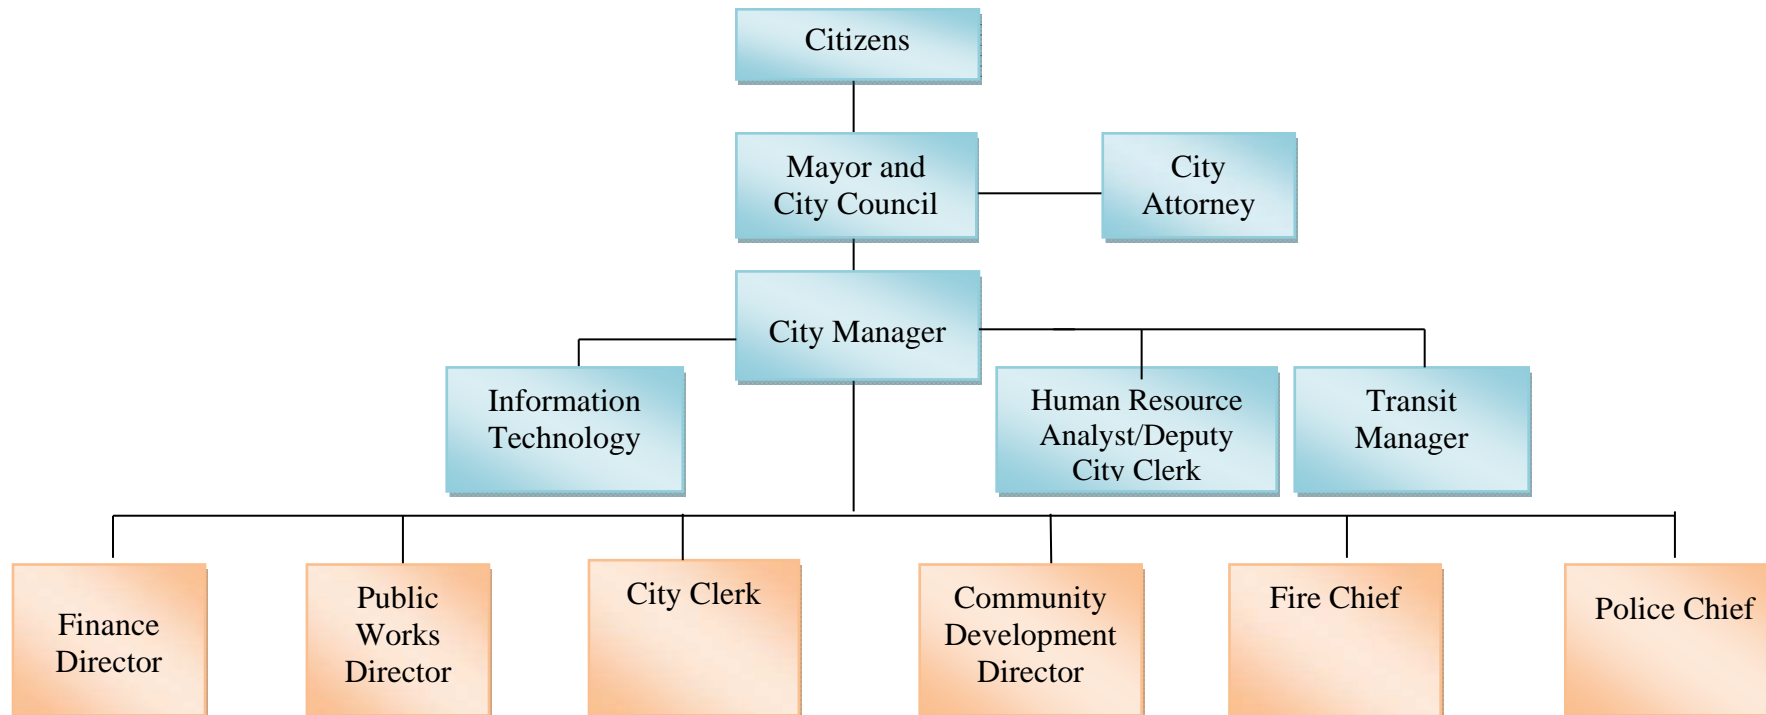 Citizens
Mayor and
City Council
City
Attorney
City Manager
Information
Technology
Human Resource
Analyst/Deputy
City Clerk
Transit
Manager
Finance
Director
Public
Works
Director
City Clerk
Community
Development
Director
Fire Chief
Police Chief